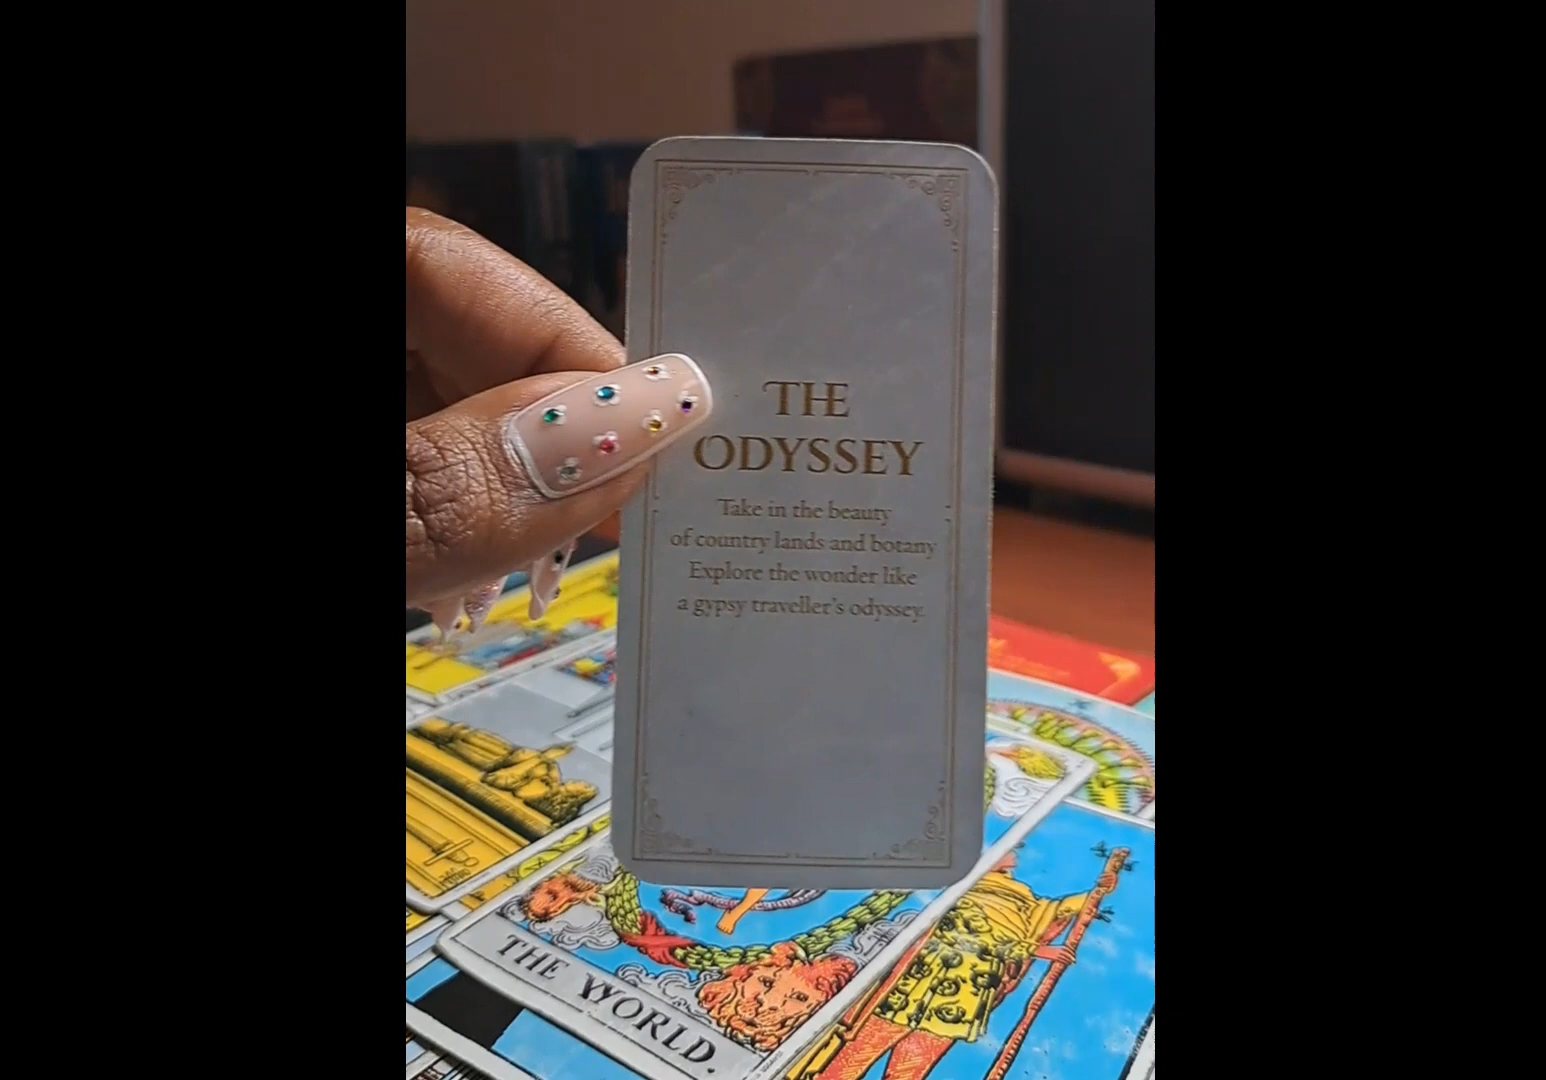 THE
ODYSSEY
Take in the beauty
of country lands and botany
Explore the wonder like
a gypsy traveller's odyssey.
THE WORLD.